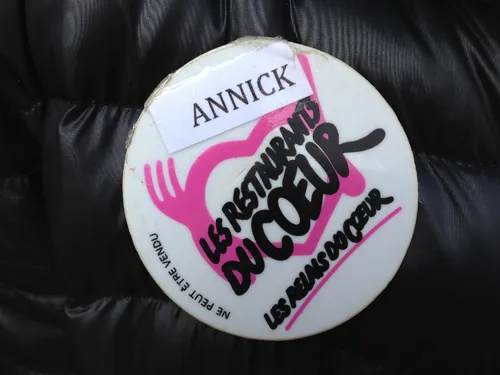 ANNICK
LES RESTAURANTS
DU COEUR
LES RELAIS DU COEUR
NE PEUT ÊTRE VENDU